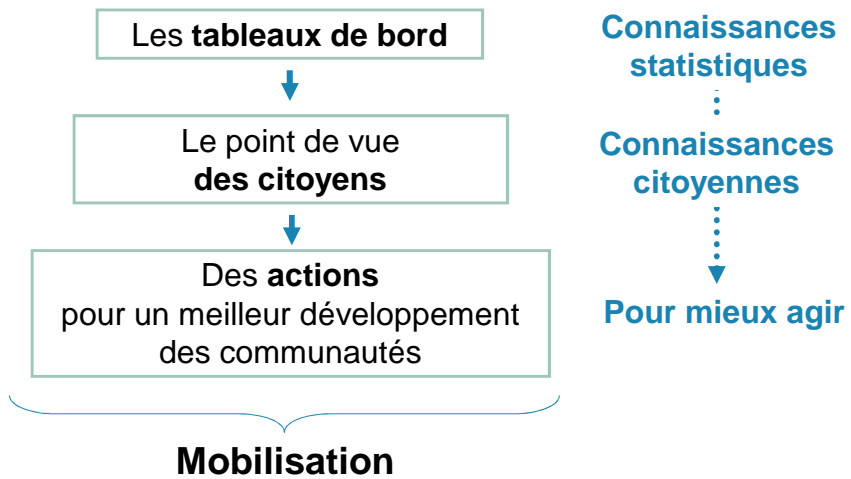 Les tableaux de bord
Le point de vue
des citoyens
Des actions
pour un meilleur développement
des communautés
Mobilisation
Connaissances
statistiques
Connaissances
citoyennes
Pour mieux agir